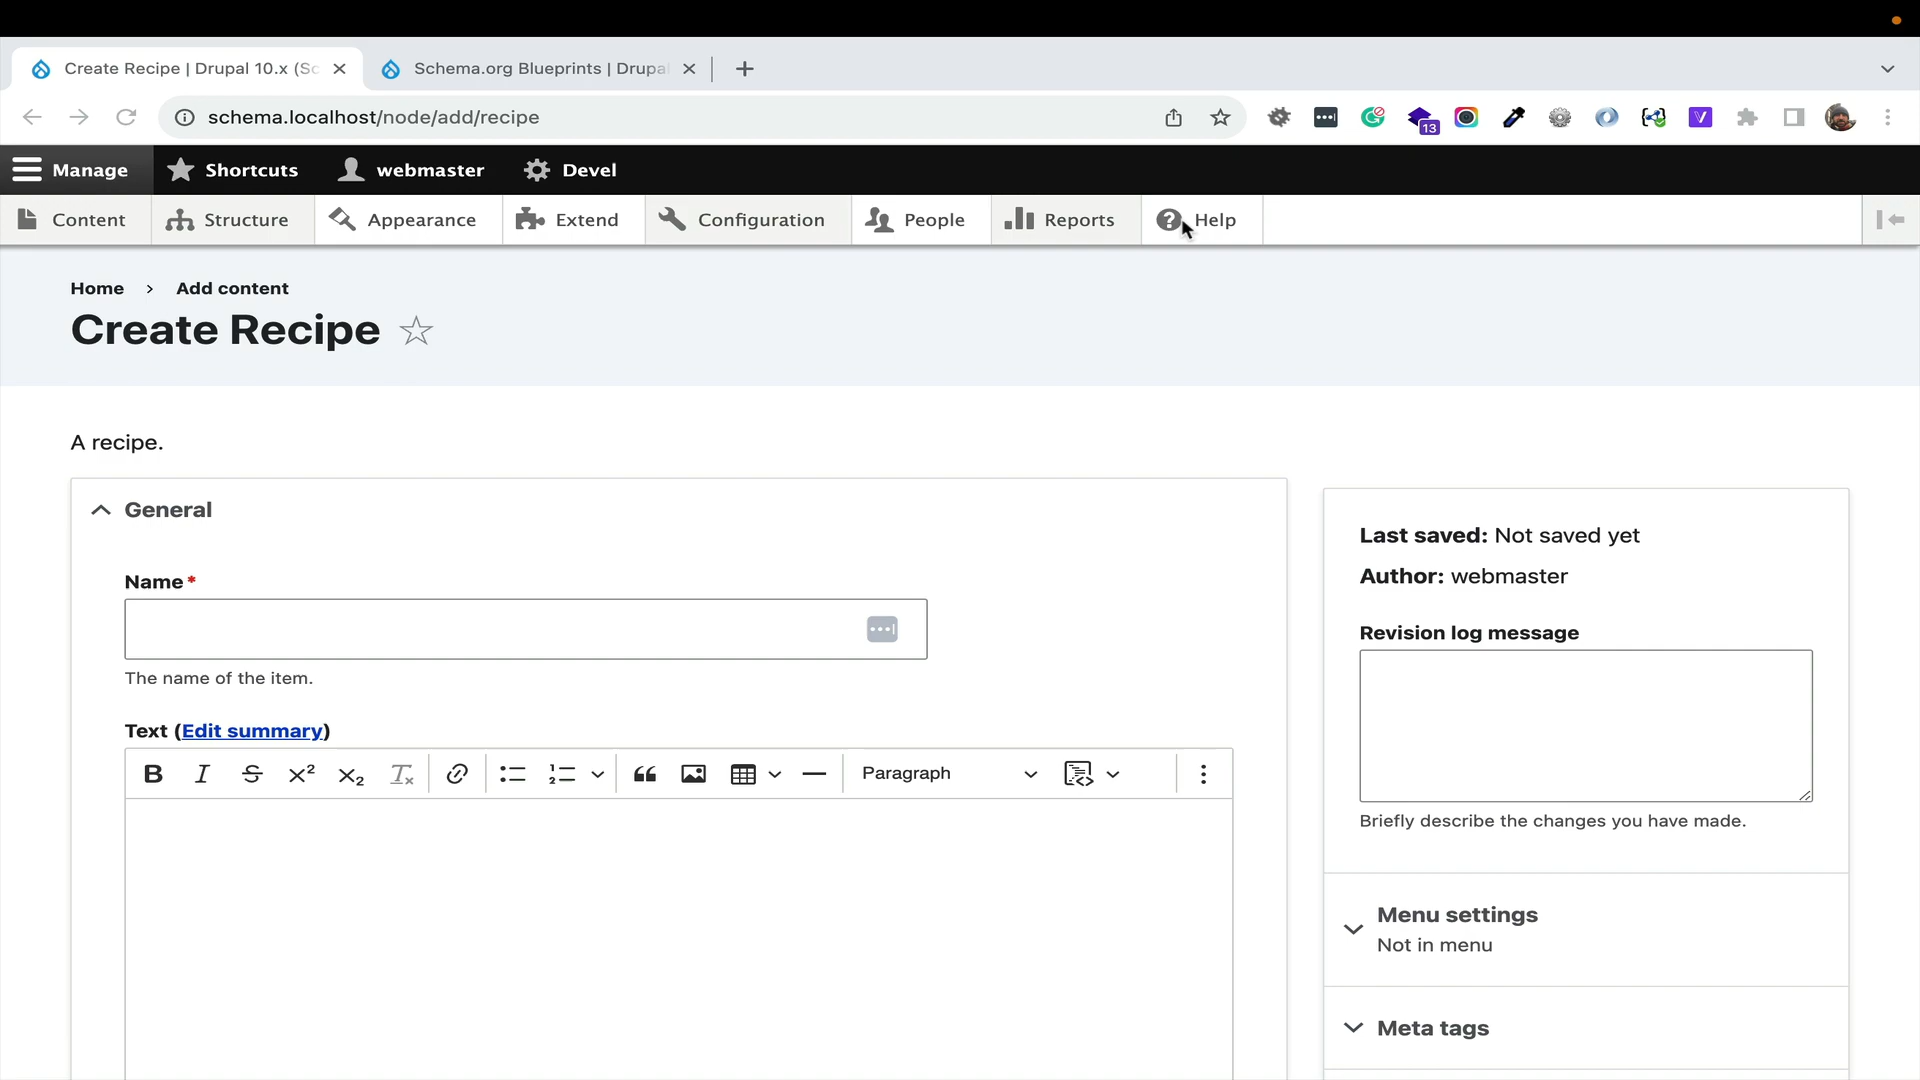 Create Recipe | Drupal 10.x (Sc
Schema.org Blueprints | Drupal
schema.localhost/node/add/recipe
13
V
Manage
Shortcuts
webmaster
Devel
Content
Structure
Appearance
Extend
Configuration
People
Reports
Help
Home > Add content
Create Recipe
A recipe.
General
Name*
The name of the item.
Text (Edit summary)
Paragraph
Last saved: Not saved yet
Author: webmaster
Revision log message
Briefly describe the changes you have made.
Menu settings
Not in menu
Meta tags